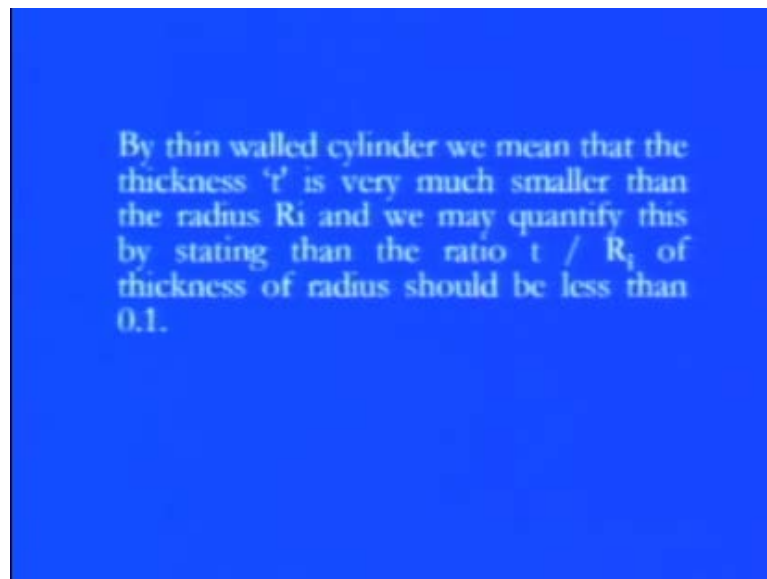 By thin walled cylinder we mean that the
thickness 't' is very much smaller than
the radius Ri and we may quantify this
by stating than the ratio t / Rᵢ of
thickness of radius should be less than
0.1.